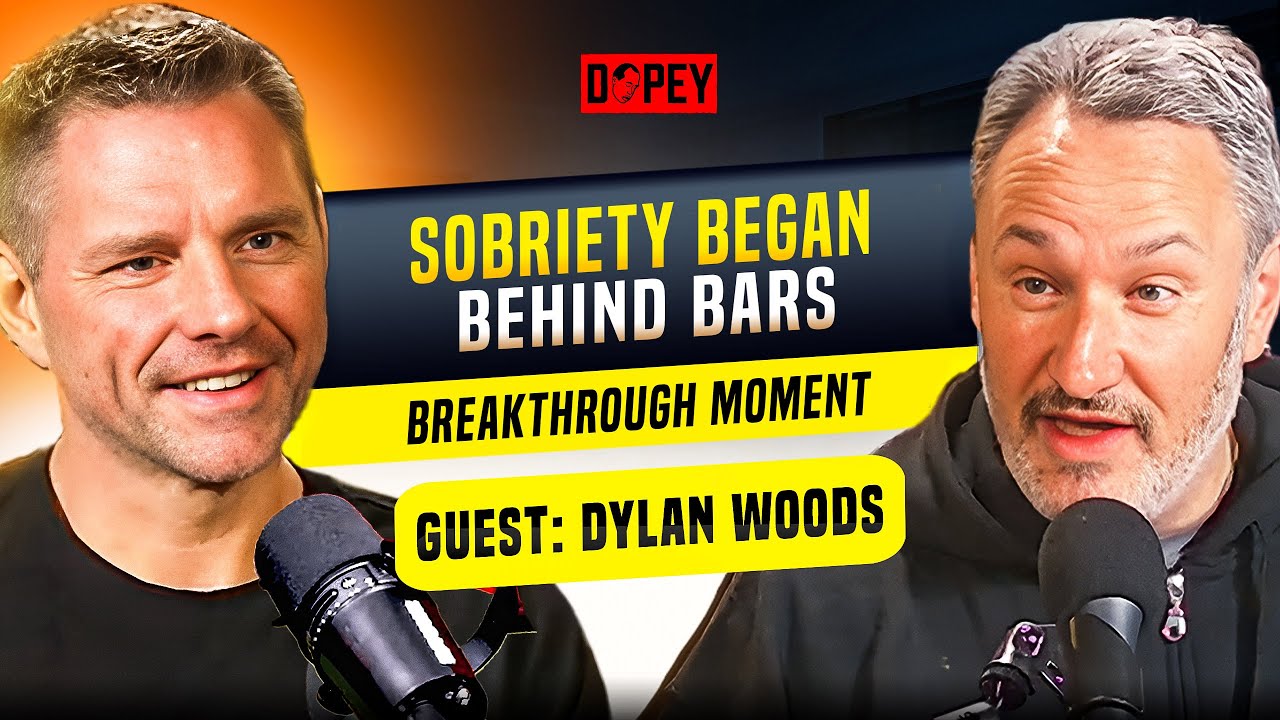 DOPEY
SOBRIETY BEGAN
BEHIND BARS
BREAKTHROUGH MOMENT
GUEST: DYLAN WOODS